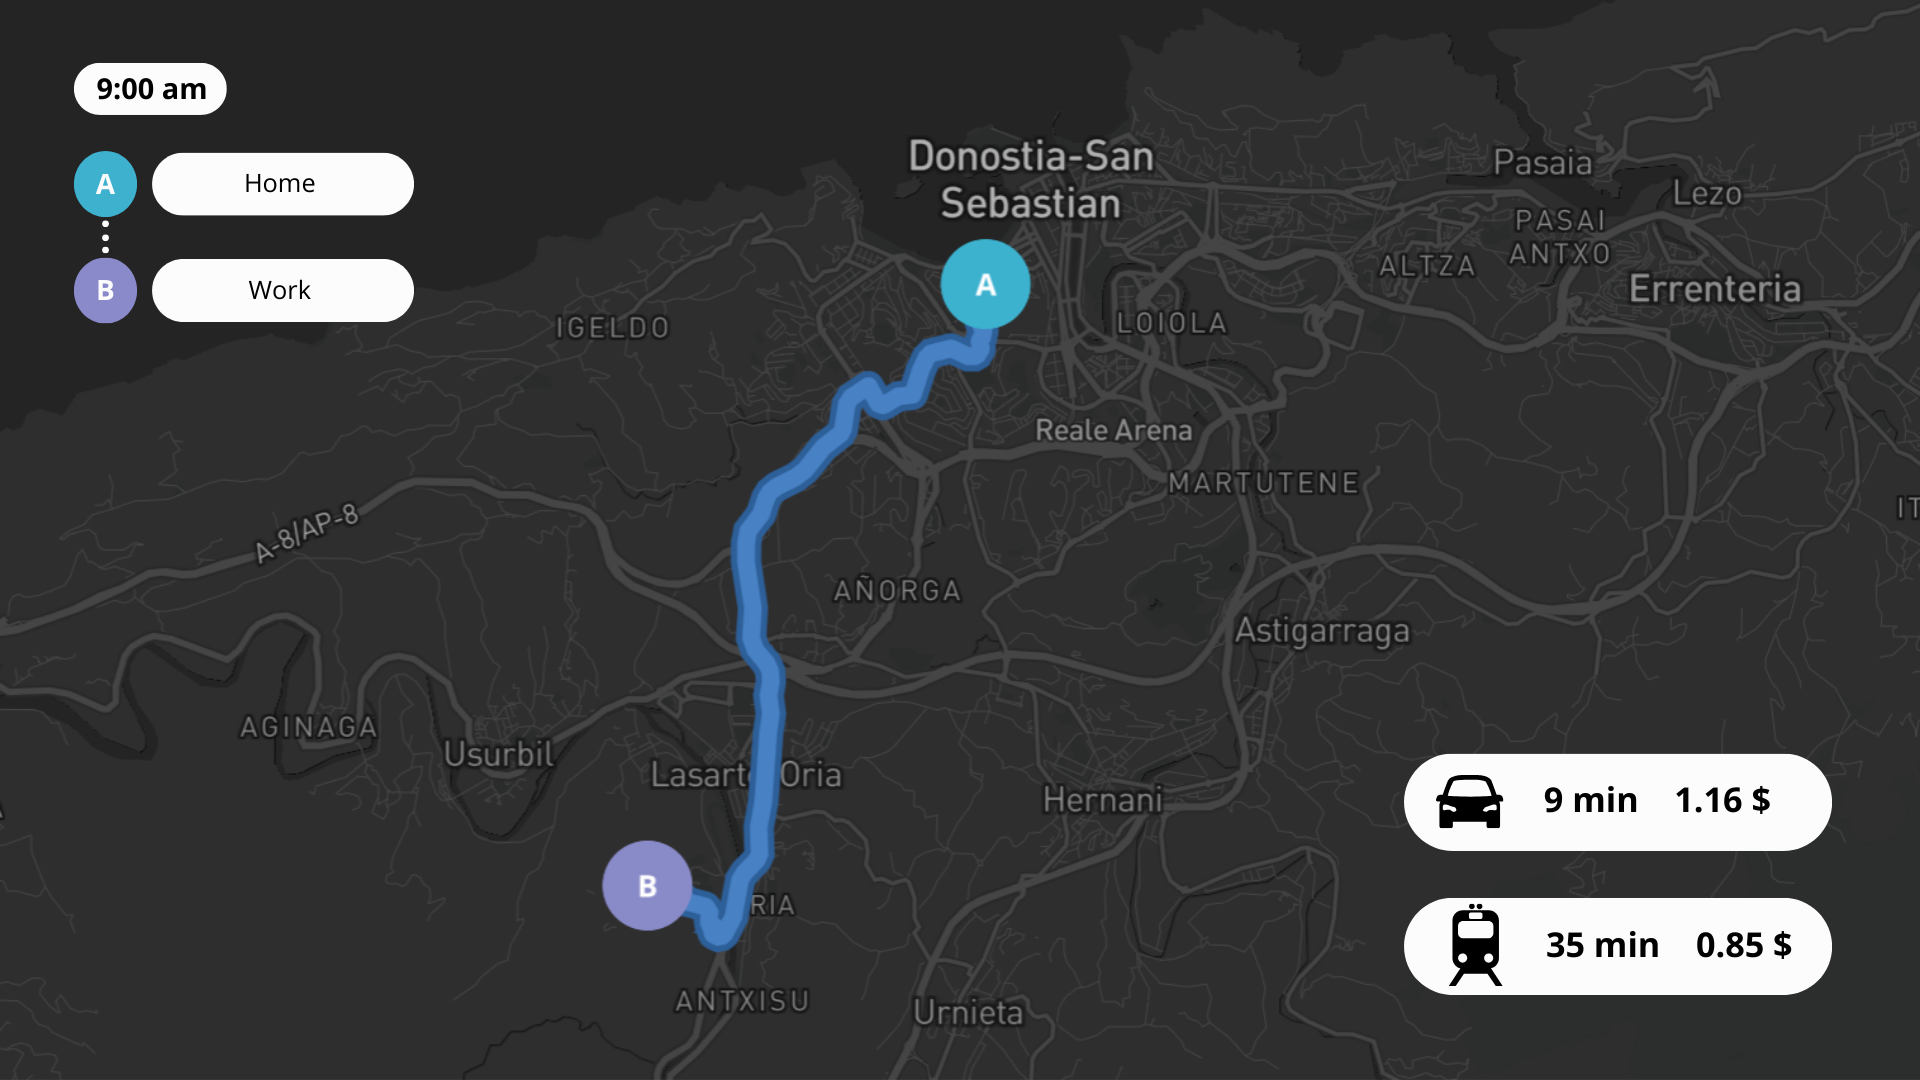 9:00 am
A
Home
B
Work
Donostia-San
Sebastian
A
Pasaia
Lezo
PASAI
ANTXO
ALTZA
Errenteria
IGELDO
LOIOLA
Reale Arena
MARTUTENE
A-8/AP-8
AÑORGA
Astigarraga
AGINAGA
Usurbil
Lasarte Oria
Hernani
B
RIA
ANTXISU
Urnieta
9 min 1.16 $
35 min 0.85 $
IT